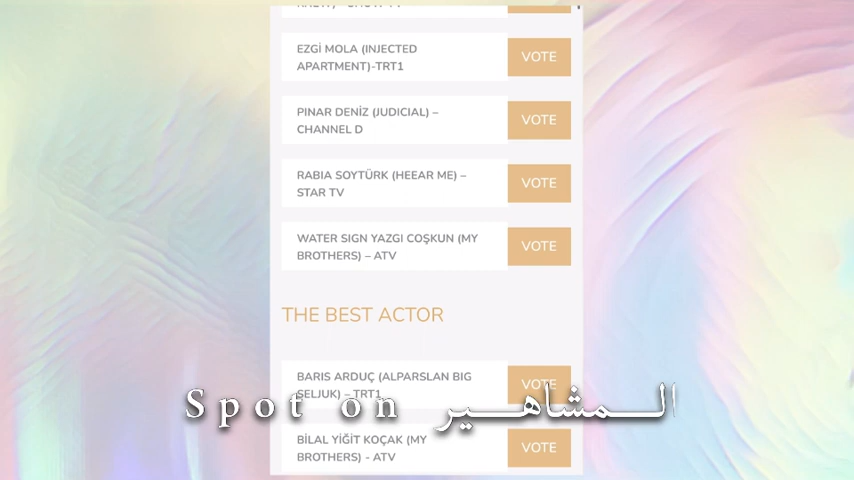 EZGİ MOLA (INJECTED
APARTMENT)-TRT1
VOTE
PINAR DENİZ (JUDICIAL) –
CHANNEL D
VOTE
RABIA SOYTÜRK (HEEAR ME) –
STAR TV
VOTE
WATER SIGN YAZGI COŞKUN (MY
BROTHERS) – ATV
VOTE
THE BEST ACTOR
BARIS ARDUÇ (ALPARSLAN BIG
SELJUK) – TRT1
VOTE
Spot on المشاهير
BİLAL YİĞİT KOÇAK (MY
BROTHERS) - ATV
VOTE